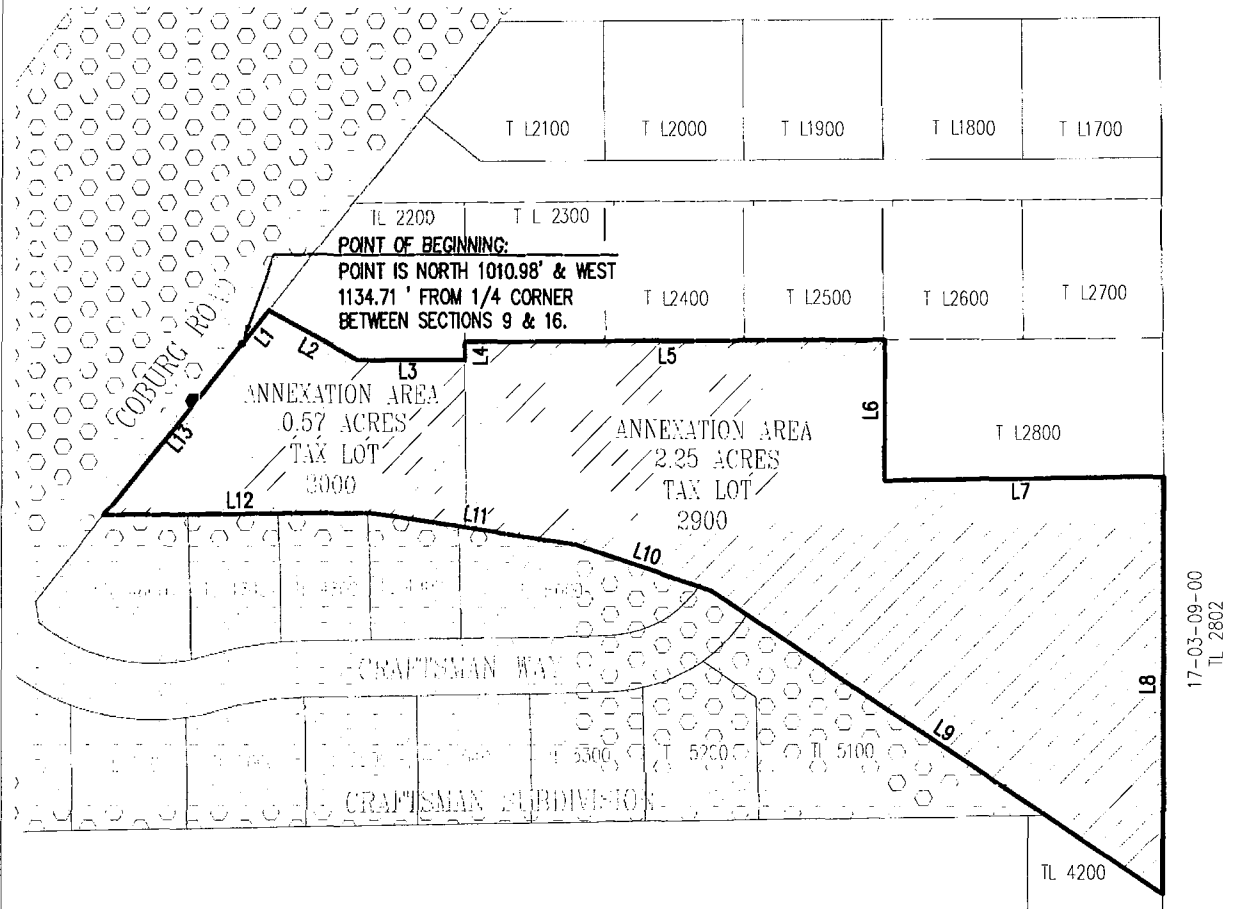 T L2100
T L2000
T L1900
T L1800
T L1700
TL 2200
T L 2300
POINT OF BEGINNING:
POINT IS NORTH 1010.98' & WEST
1134.71 ' FROM 1/4 CORNER
BETWEEN SECTIONS 9 & 16.
T L2400
T L2500
T L2600
T L2700
COBURG ROAD
L1
L2
L3
L4
L5
L6
L7
L8
L9
L10
L11
L12
L13
ANNEXATION AREA
0.57 ACRES
TAX LOT
3000
ANNEXATION AREA
2.25 ACRES
TAX LOT
2900
T L2800
17-03-09-00
TL 2802
CRAFTSMAN WAY
5300
T 5200
TL 5100
CRAFTSMAN SUBDIVISION
TL 4200